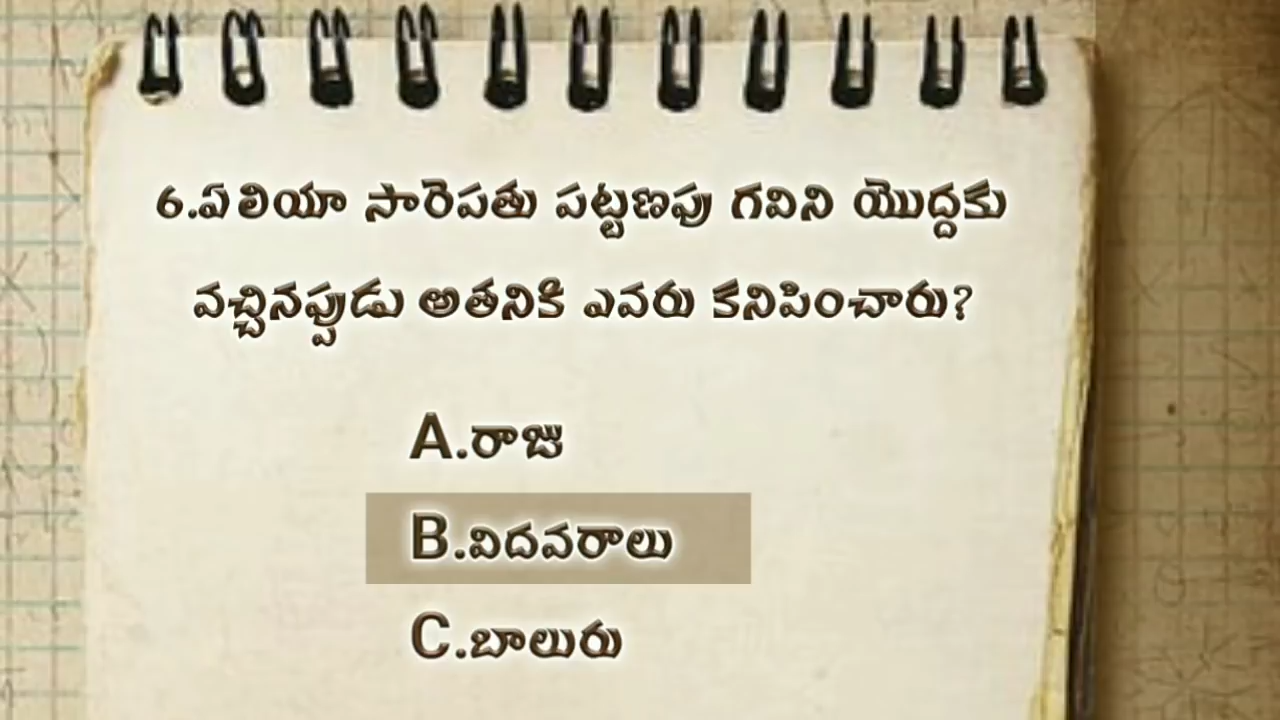 6.ఏలియా సారెపతు పట్టణపు గవిని యొద్దకు
వచ్చినప్పుడు అతనికి ఎవరు కనిపించారు?
A.రాజు
B.విదవరాలు
C.బాలురు